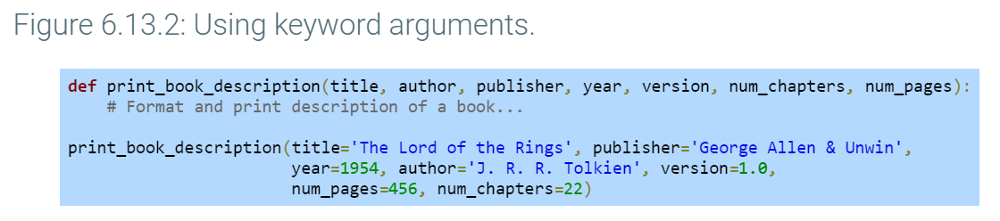 Figure 6.13.2: Using keyword arguments.
def print_book_description(title, author, publisher, year, version, num_chapters, num_pages):
    # Format and print description of a book...
print_book_description(title='The Lord of the Rings', publisher='George Allen & Unwin',
                       year=1954, author='J. R. R. Tolkien', version=1.0,
                       num_pages=456, num_chapters=22)